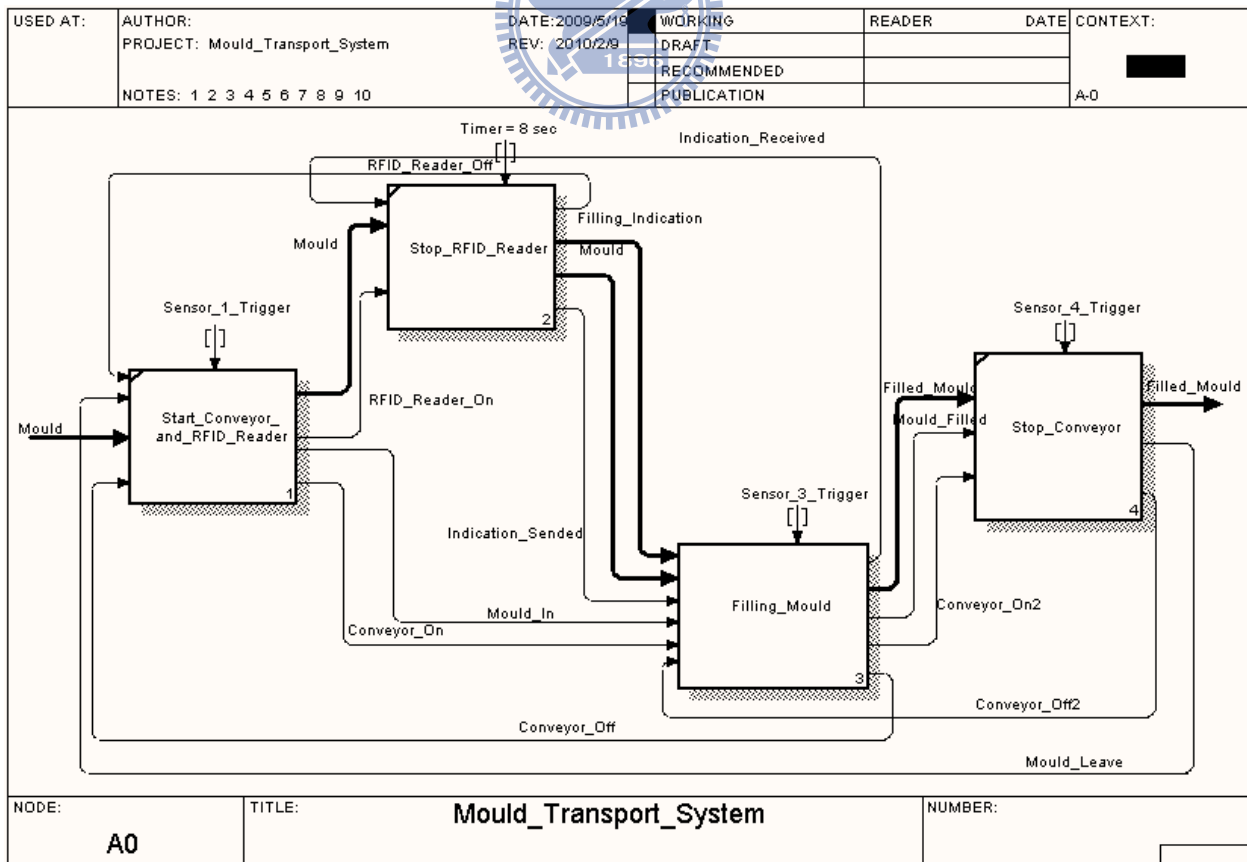 USED AT:
AUTHOR:
DATE:2009/5/19
WORKING
READER
DATE
CONTEXT:
PROJECT: Mould_Transport_System
REV: 2010/2/9
DRAFT
1896
RECOMMENDED
NOTES: 1 2 3 4 5 6 7 8 9 10
PUBLICATION
A-0
Timer = 8 sec
Indication_Received
RFID_Reader_Off
Filling_Indication
Mould
Stop_RFID_Reader
Mould
2
Sensor_1_Trigger
Sensor_4_Trigger
RFID_Reader_On
Filled_Mould
Filled_Mould
Start_Conveyor_
and_RFID_Reader
Mould
Mould_Filled
Stop_Conveyor
1
Sensor_3_Trigger
4
Indication_Sended
Filling_Mould
Mould_In
Conveyor_On2
Conveyor_On
3
Conveyor_Off2
Conveyor_Off
Mould_Leave
NODE:
TITLE:
Mould_Transport_System
NUMBER:
A0